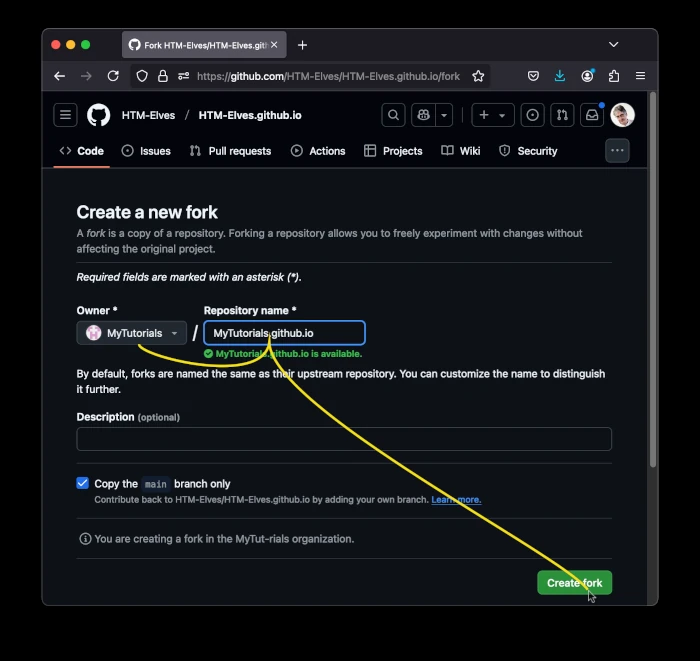 Fork HTM-Elves/HTM-Elves.gith
https://github.com/HTM-Elves/HTM-Elves.github.io/fork
HTM-Elves / HTM-Elves.github.io
Code Issues Pull requests Actions Projects Wiki Security
Create a new fork
A fork is a copy of a repository. Forking a repository allows you to freely experiment with changes without
affecting the original project.
Required fields are marked with an asterisk (*).
Owner * Repository name *
MyTutorials / MyTutorials.github.io
MyTutorials.github.io is available.
By default, forks are named the same as their upstream repository. You can customize the name to distinguish
it further.
Description (optional)
Copy the main branch only
Contribute back to HTM-Elves/HTM-Elves.github.io by adding your own branch. Learn more.
You are creating a fork in the MyTut-rials organization.
Create fork